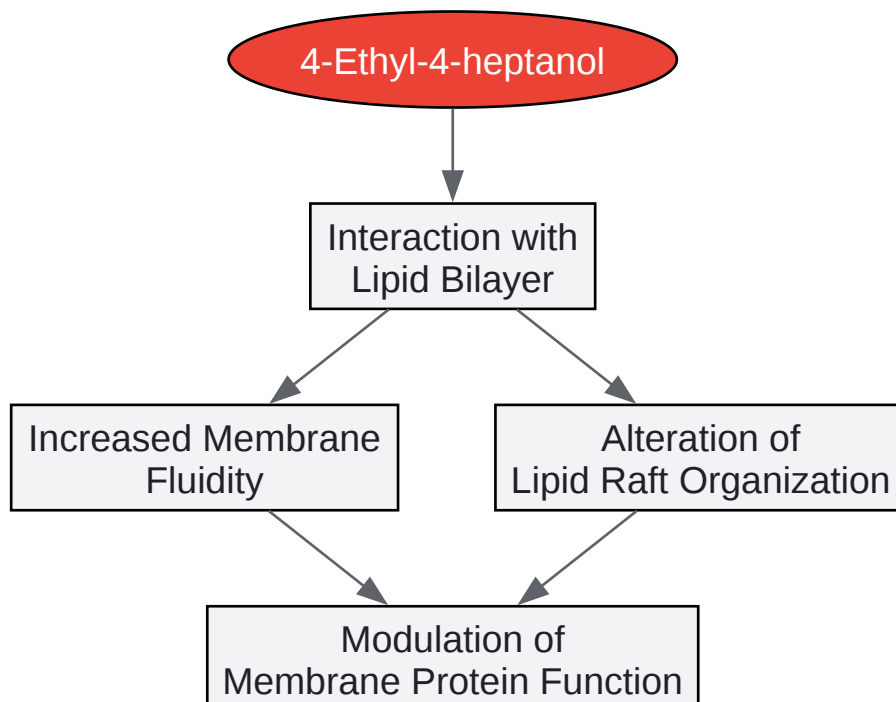 4-Ethyl-4-heptanol
Interaction with
Lipid Bilayer
Increased Membrane
Fluidity
Alteration of
Lipid Raft Organization
Modulation of
Membrane Protein Function